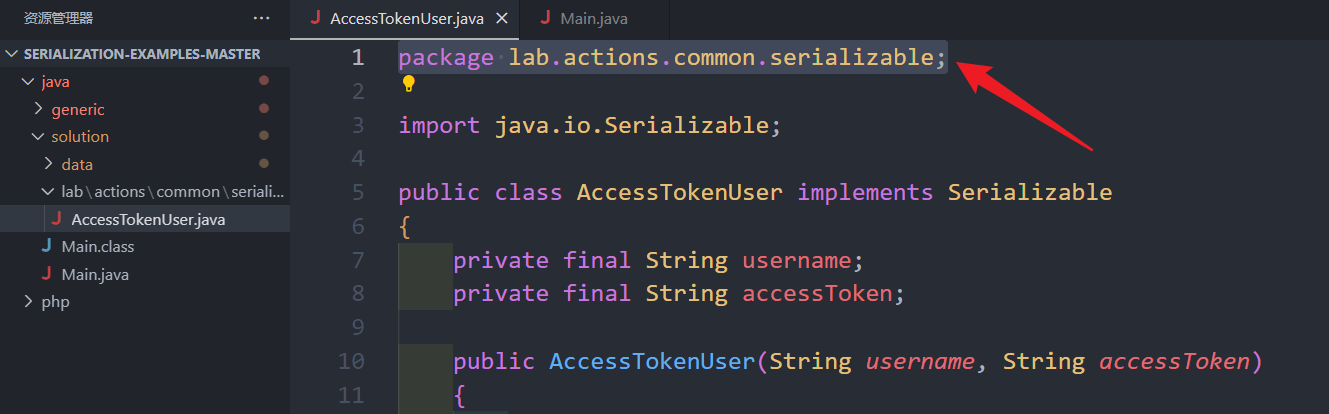 资源管理器
SERIALIZATION-EXAMPLES-MASTER
java
generic
solution
data
lab\actions\common\seriali...
AccessTokenUser.java
Main.class
Main.java
php
AccessTokenUser.java
Main.java
1 package lab.actions.common.serializable;
2
3 import java.io.Serializable;
4
5 public class AccessTokenUser implements Serializable
6 {
7 private final String username;
8 private final String accessToken;
9
10 public AccessTokenUser(String username, String accessToken)
11 {